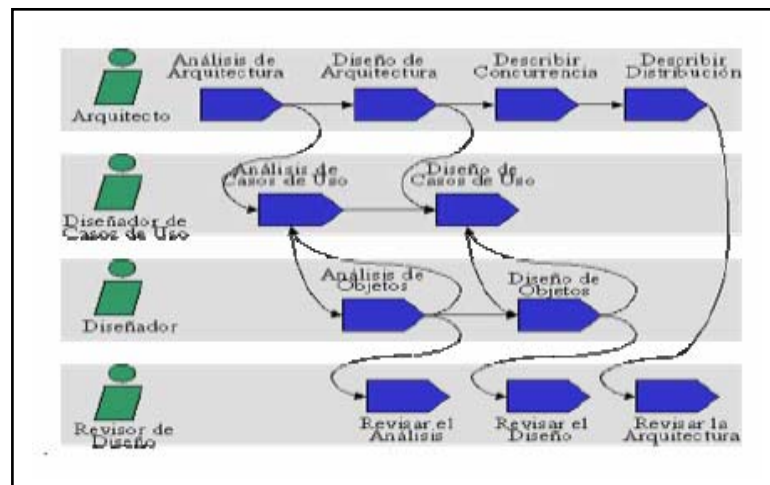 Análisis de
Arquitectura
Diseño de
Arquitectura
Describir
Concurrencia
Describir
Distribución
Arquitecto
Análisis de
Casos de Uso
Diseño de
Casos de Uso
Diseñador de
Casos de Uso
Análisis de
Objetos
Diseño de
Objetos
Diseñador
Revisor de
Diseño
Revisar el
Análisis
Revisar el
Diseño
Revisar la
Arquitectura